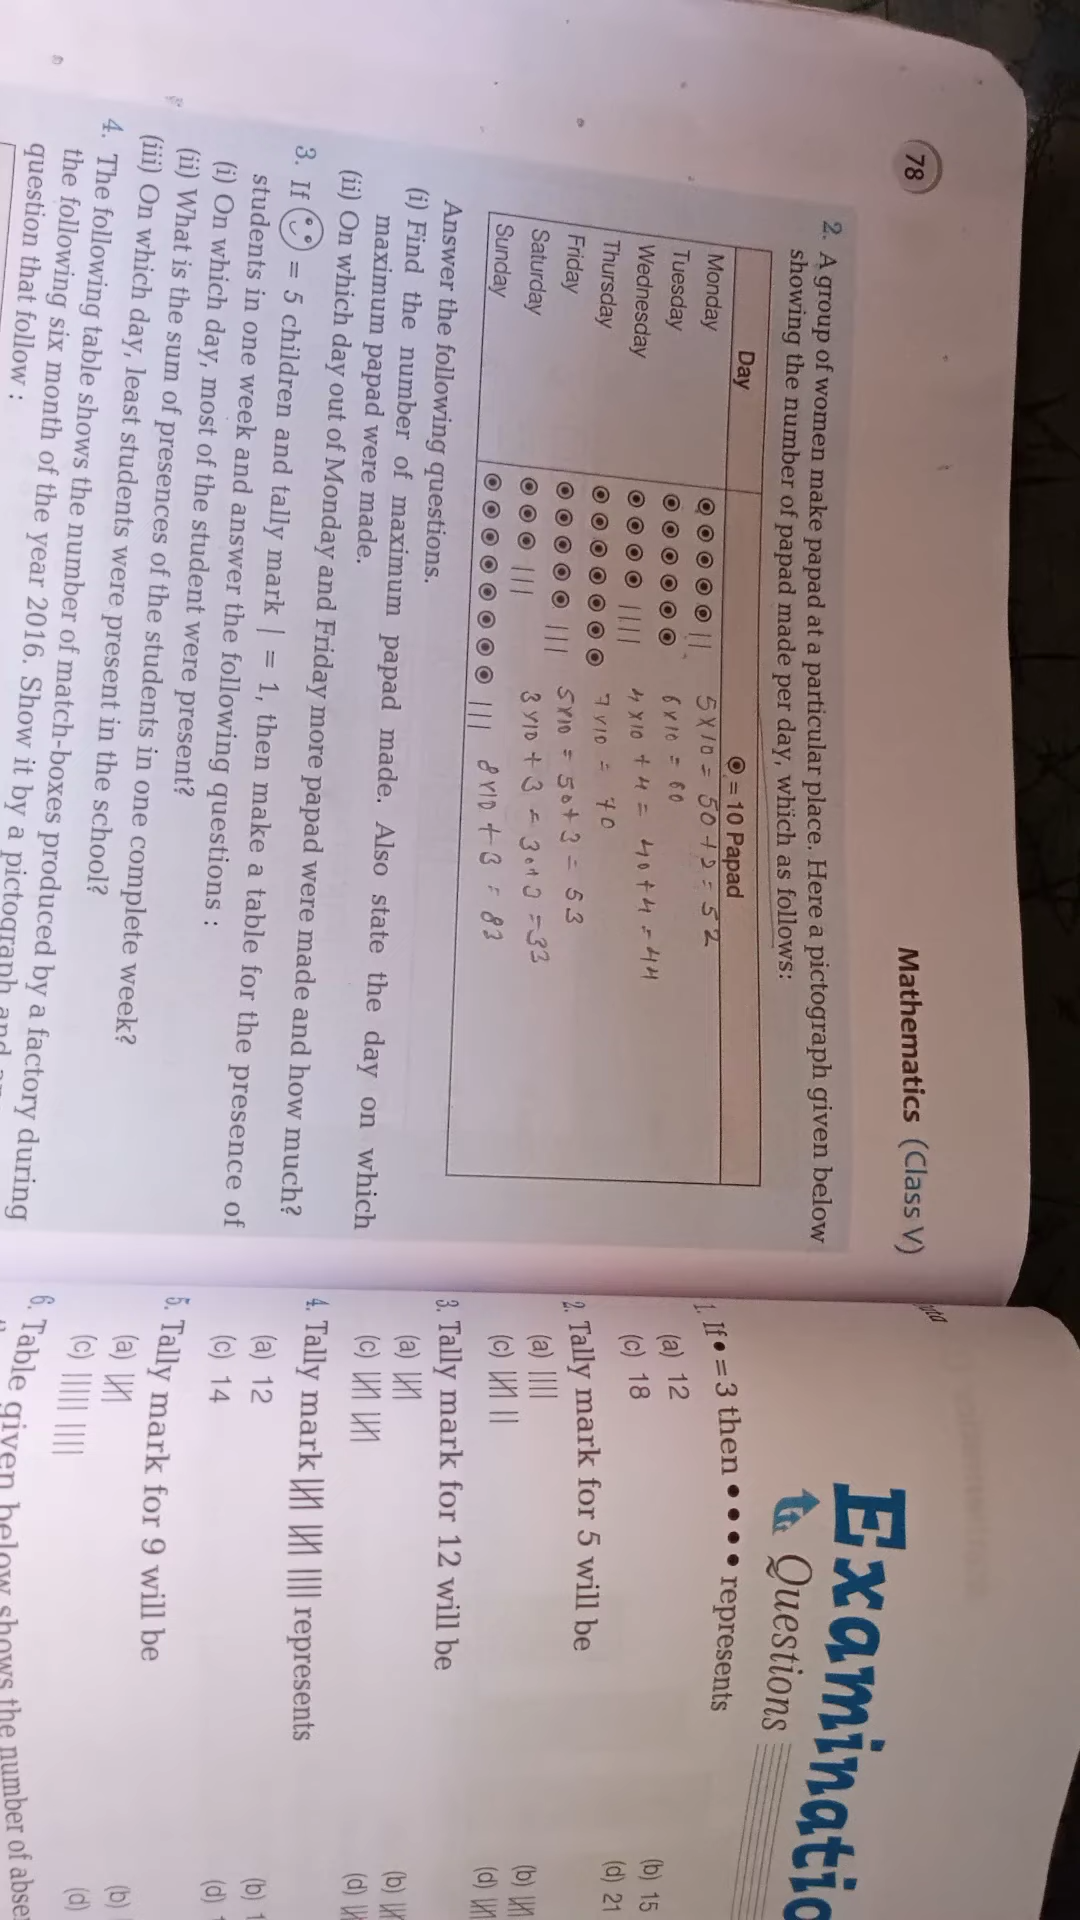 78
Mathematics (Class V)
2. A group of women make papad at a particular place. Here a pictograph given below
showing the number of papad made per day, which as follows:
Day ◉ = 10 Papad
Monday ◉ ◉ ◉ ◉ ◉ || 5 x 10 = 50 + 2 = 52
Tuesday ◉ ◉ ◉ ◉ ◉ ◉ 6 x 10 = 60
Wednesday ◉ ◉ ◉ ◉ |||| 4 x 10 + 4 = 40 + 4 = 44
Thursday ◉ ◉ ◉ ◉ ◉ ◉ ◉ 7 x 10 = 70
Friday ◉ ◉ ◉ ◉ ◉ ||| 5 x 10 = 50 + 3 = 53
Saturday ◉ ◉ ◉ ||| 3 x 10 + 3 = 30+3 = 33
Sunday ◉ ◉ ◉ ◉ ◉ ◉ ◉ ◉ ||| 8 x 10 + 3 = 83
Answer the following questions.
(i) Find the number of maximum papad made. Also state the day on which
maximum papad were made.
(ii) On which day out of Monday and Friday more papad were made and how much?
3. If = 5 children and tally mark | = 1, then make a table for the presence of
students in one week and answer the following questions :
(i) On which day, most of the student were present?
(ii) What is the sum of presences of the students in one complete week?
(iii) On which day, least students were present in the school?
4. The following table shows the number of match-boxes produced by a factory during
the following six month of the year 2016. Show it by a pictograph and
question that follow :
Examinatio
Questions
1. If • = 3 then • • • • represents
(a) 12 (b) 15
(c) 18 (d) 21
2. Tally mark for 5 will be
(a) |||| (b)
(c) 𝍸 || (d)
3. Tally mark for 12 will be
(a) 𝍸 (b)
(c) 𝍸 𝍸 (d)
4. Tally mark 𝍸 𝍸 |||| represents
(a) 12 (b) 1
(c) 14 (d)
5. Tally mark for 9 will be
(a) 𝍸 (b)
(c) ||||| |||| (d)
6. Table given below shows the number of abse